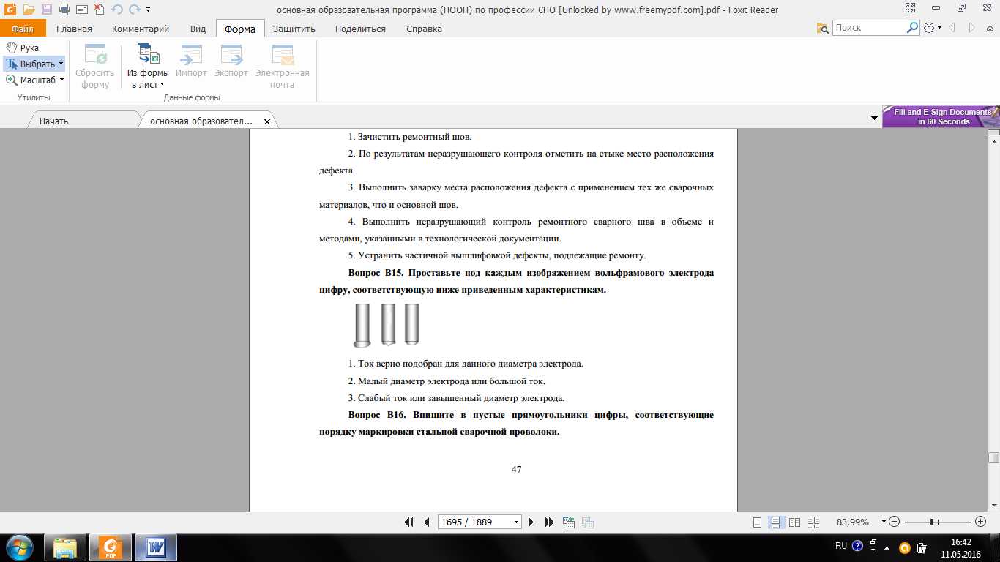 основная образовательная программа (ПООП) по профессии СПО [Unlocked by www.freemypdf.com].pdf - Foxit Reader
Файл Главная Комментарий Вид Форма Защитить Поделиться Справка Поиск
Рука
Выбрать
Масштаб
Утилиты
Сбросить форму
Из формы в лист
Импорт
Экспорт
Электронная почта
Данные формы
Начать
основная образовател...
Fill and E-Sign Documents
in 60 Seconds
1. Зачистить ремонтный шов.
2. По результатам неразрушающего контроля отметить на стыке место расположения
дефекта.
3. Выполнить заварку места расположения дефекта с применением тех же сварочных
материалов, что и основной шов.
4. Выполнить неразрушающий контроль ремонтного сварного шва в объеме и
методами, указанными в технологической документации.
5. Устранить частичной вышлифовкой дефекты, подлежащие ремонту.
Вопрос В15. Проставьте под каждым изображением вольфрамового электрода
цифру, соответствующую ниже приведенным характеристикам.
1. Ток верно подобран для данного диаметра электрода.
2. Малый диаметр электрода или большой ток.
3. Слабый ток или завышенный диаметр электрода.
Вопрос В16. Впишите в пустые прямоугольники цифры, соответствующие
порядку маркировки стальной сварочной проволоки.
47
1695 / 1889
83,99%
PDF
RU
16:42
11.05.2016